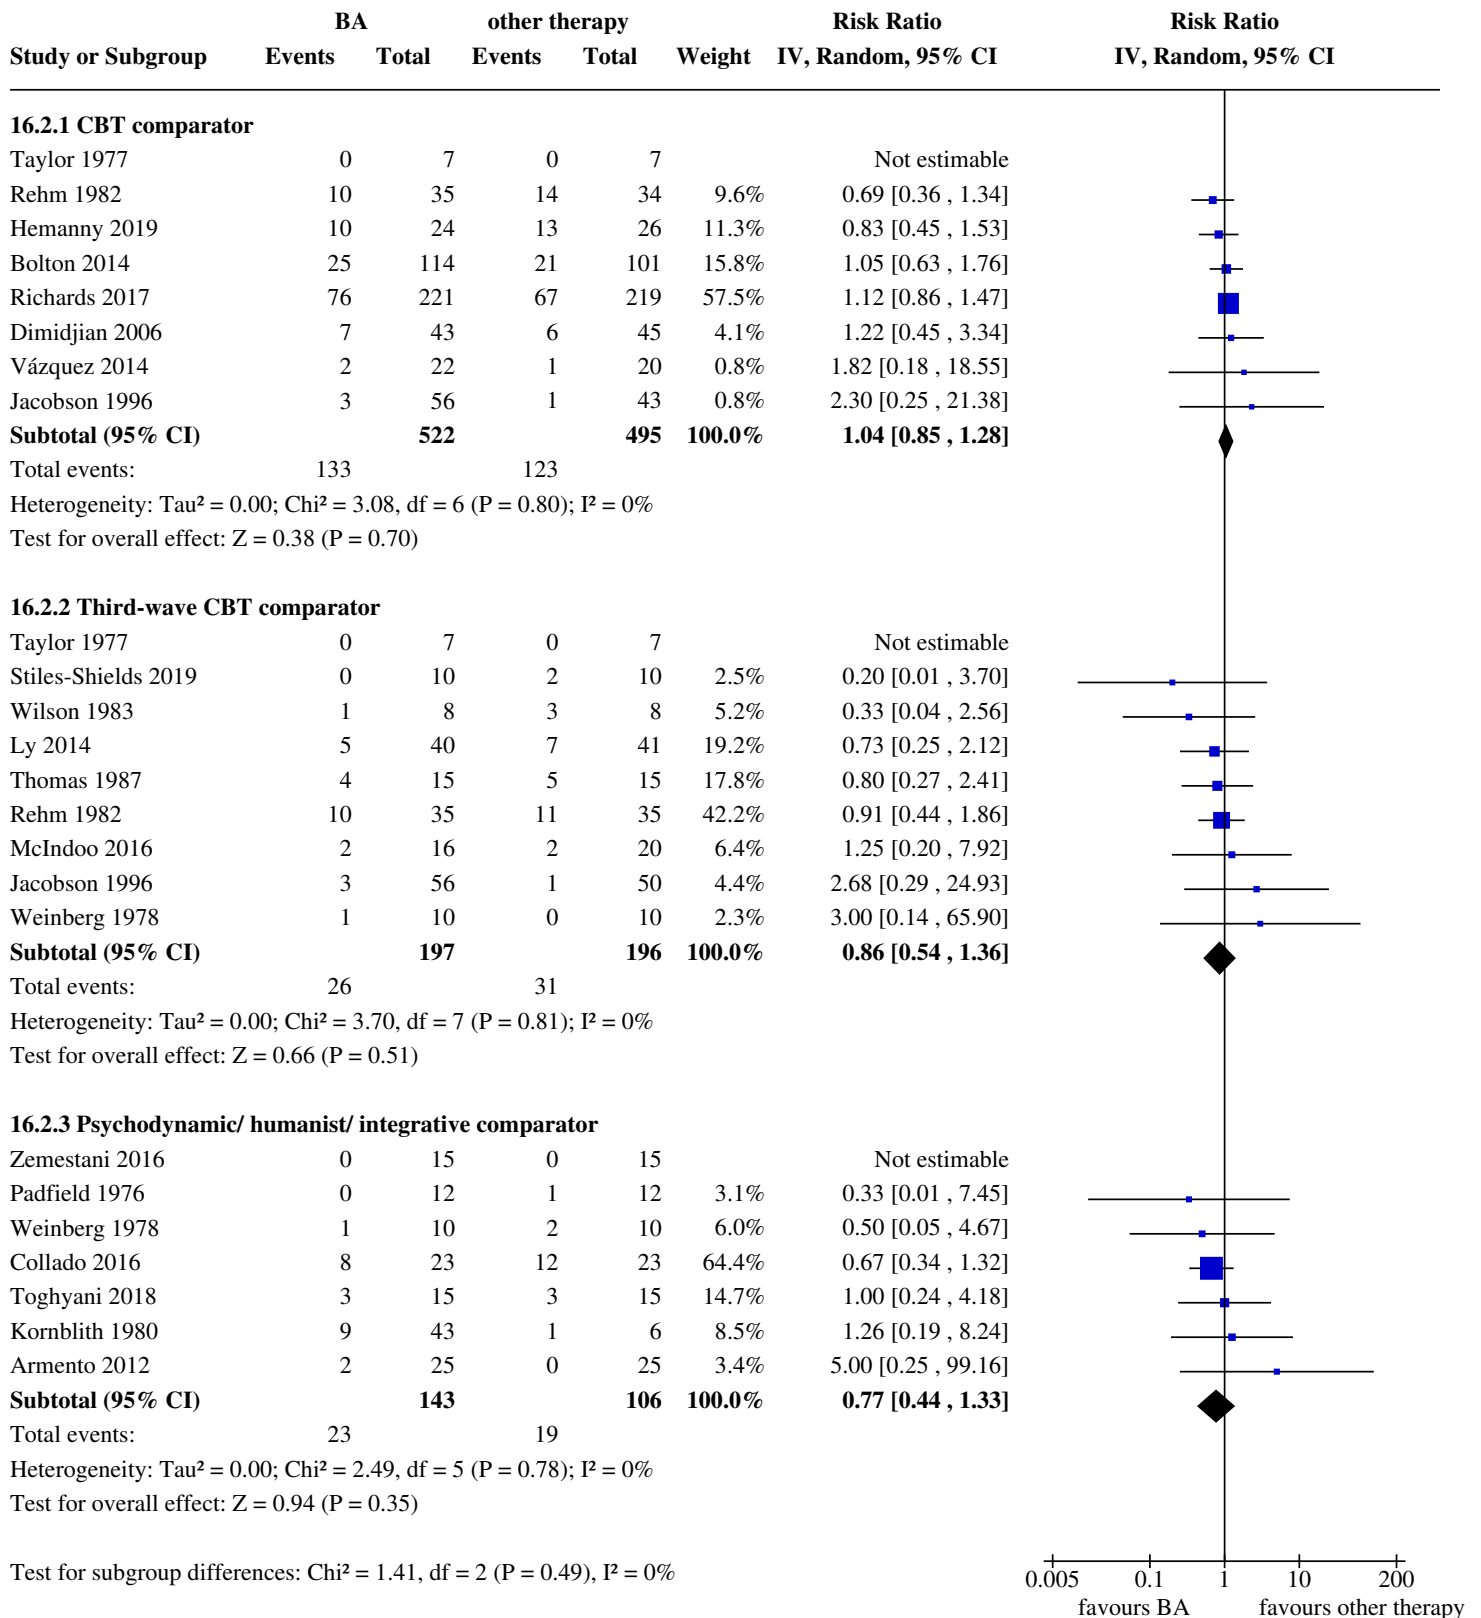 BA other therapy Risk Ratio Risk Ratio
Study or Subgroup Events Total Events Total Weight IV, Random, 95% CI IV, Random, 95% CI
16.2.1 CBT comparator
Taylor 1977 0 7 0 7 Not estimable
Rehm 1982 10 35 14 34 9.6% 0.69 [0.36 , 1.34]
Hemanny 2019 10 24 13 26 11.3% 0.83 [0.45 , 1.53]
Bolton 2014 25 114 21 101 15.8% 1.05 [0.63 , 1.76]
Richards 2017 76 221 67 219 57.5% 1.12 [0.86 , 1.47]
Dimidjian 2006 7 43 6 45 4.1% 1.22 [0.45 , 3.34]
Vázquez 2014 2 22 1 20 0.8% 1.82 [0.18 , 18.55]
Jacobson 1996 3 56 1 43 0.8% 2.30 [0.25 , 21.38]
Subtotal (95% CI) 522 495 100.0% 1.04 [0.85 , 1.28]
Total events: 133 123
Heterogeneity: Tau² = 0.00; Chi² = 3.08, df = 6 (P = 0.80); I² = 0%
Test for overall effect: Z = 0.38 (P = 0.70)
16.2.2 Third-wave CBT comparator
Taylor 1977 0 7 0 7 Not estimable
Stiles-Shields 2019 0 10 2 10 2.5% 0.20 [0.01 , 3.70]
Wilson 1983 1 8 3 8 5.2% 0.33 [0.04 , 2.56]
Ly 2014 5 40 7 41 19.2% 0.73 [0.25 , 2.12]
Thomas 1987 4 15 5 15 17.8% 0.80 [0.27 , 2.41]
Rehm 1982 10 35 11 35 42.2% 0.91 [0.44 , 1.86]
McIndoo 2016 2 16 2 20 6.4% 1.25 [0.20 , 7.92]
Jacobson 1996 3 56 1 50 4.4% 2.68 [0.29 , 24.93]
Weinberg 1978 1 10 0 10 2.3% 3.00 [0.14 , 65.90]
Subtotal (95% CI) 197 196 100.0% 0.86 [0.54 , 1.36]
Total events: 26 31
Heterogeneity: Tau² = 0.00; Chi² = 3.70, df = 7 (P = 0.81); I² = 0%
Test for overall effect: Z = 0.66 (P = 0.51)
16.2.3 Psychodynamic/ humanist/ integrative comparator
Zemestani 2016 0 15 0 15 Not estimable
Padfield 1976 0 12 1 12 3.1% 0.33 [0.01 , 7.45]
Weinberg 1978 1 10 2 10 6.0% 0.50 [0.05 , 4.67]
Collado 2016 8 23 12 23 64.4% 0.67 [0.34 , 1.32]
Toghyani 2018 3 15 3 15 14.7% 1.00 [0.24 , 4.18]
Kornblith 1980 9 43 1 6 8.5% 1.26 [0.19 , 8.24]
Armento 2012 2 25 0 25 3.4% 5.00 [0.25 , 99.16]
Subtotal (95% CI) 143 106 100.0% 0.77 [0.44 , 1.33]
Total events: 23 19
Heterogeneity: Tau² = 0.00; Chi² = 2.49, df = 5 (P = 0.78); I² = 0%
Test for overall effect: Z = 0.94 (P = 0.35)
Test for subgroup differences: Chi² = 1.41, df = 2 (P = 0.49), I² = 0%
0.005 0.1 1 10 200
favours BA favours other therapy